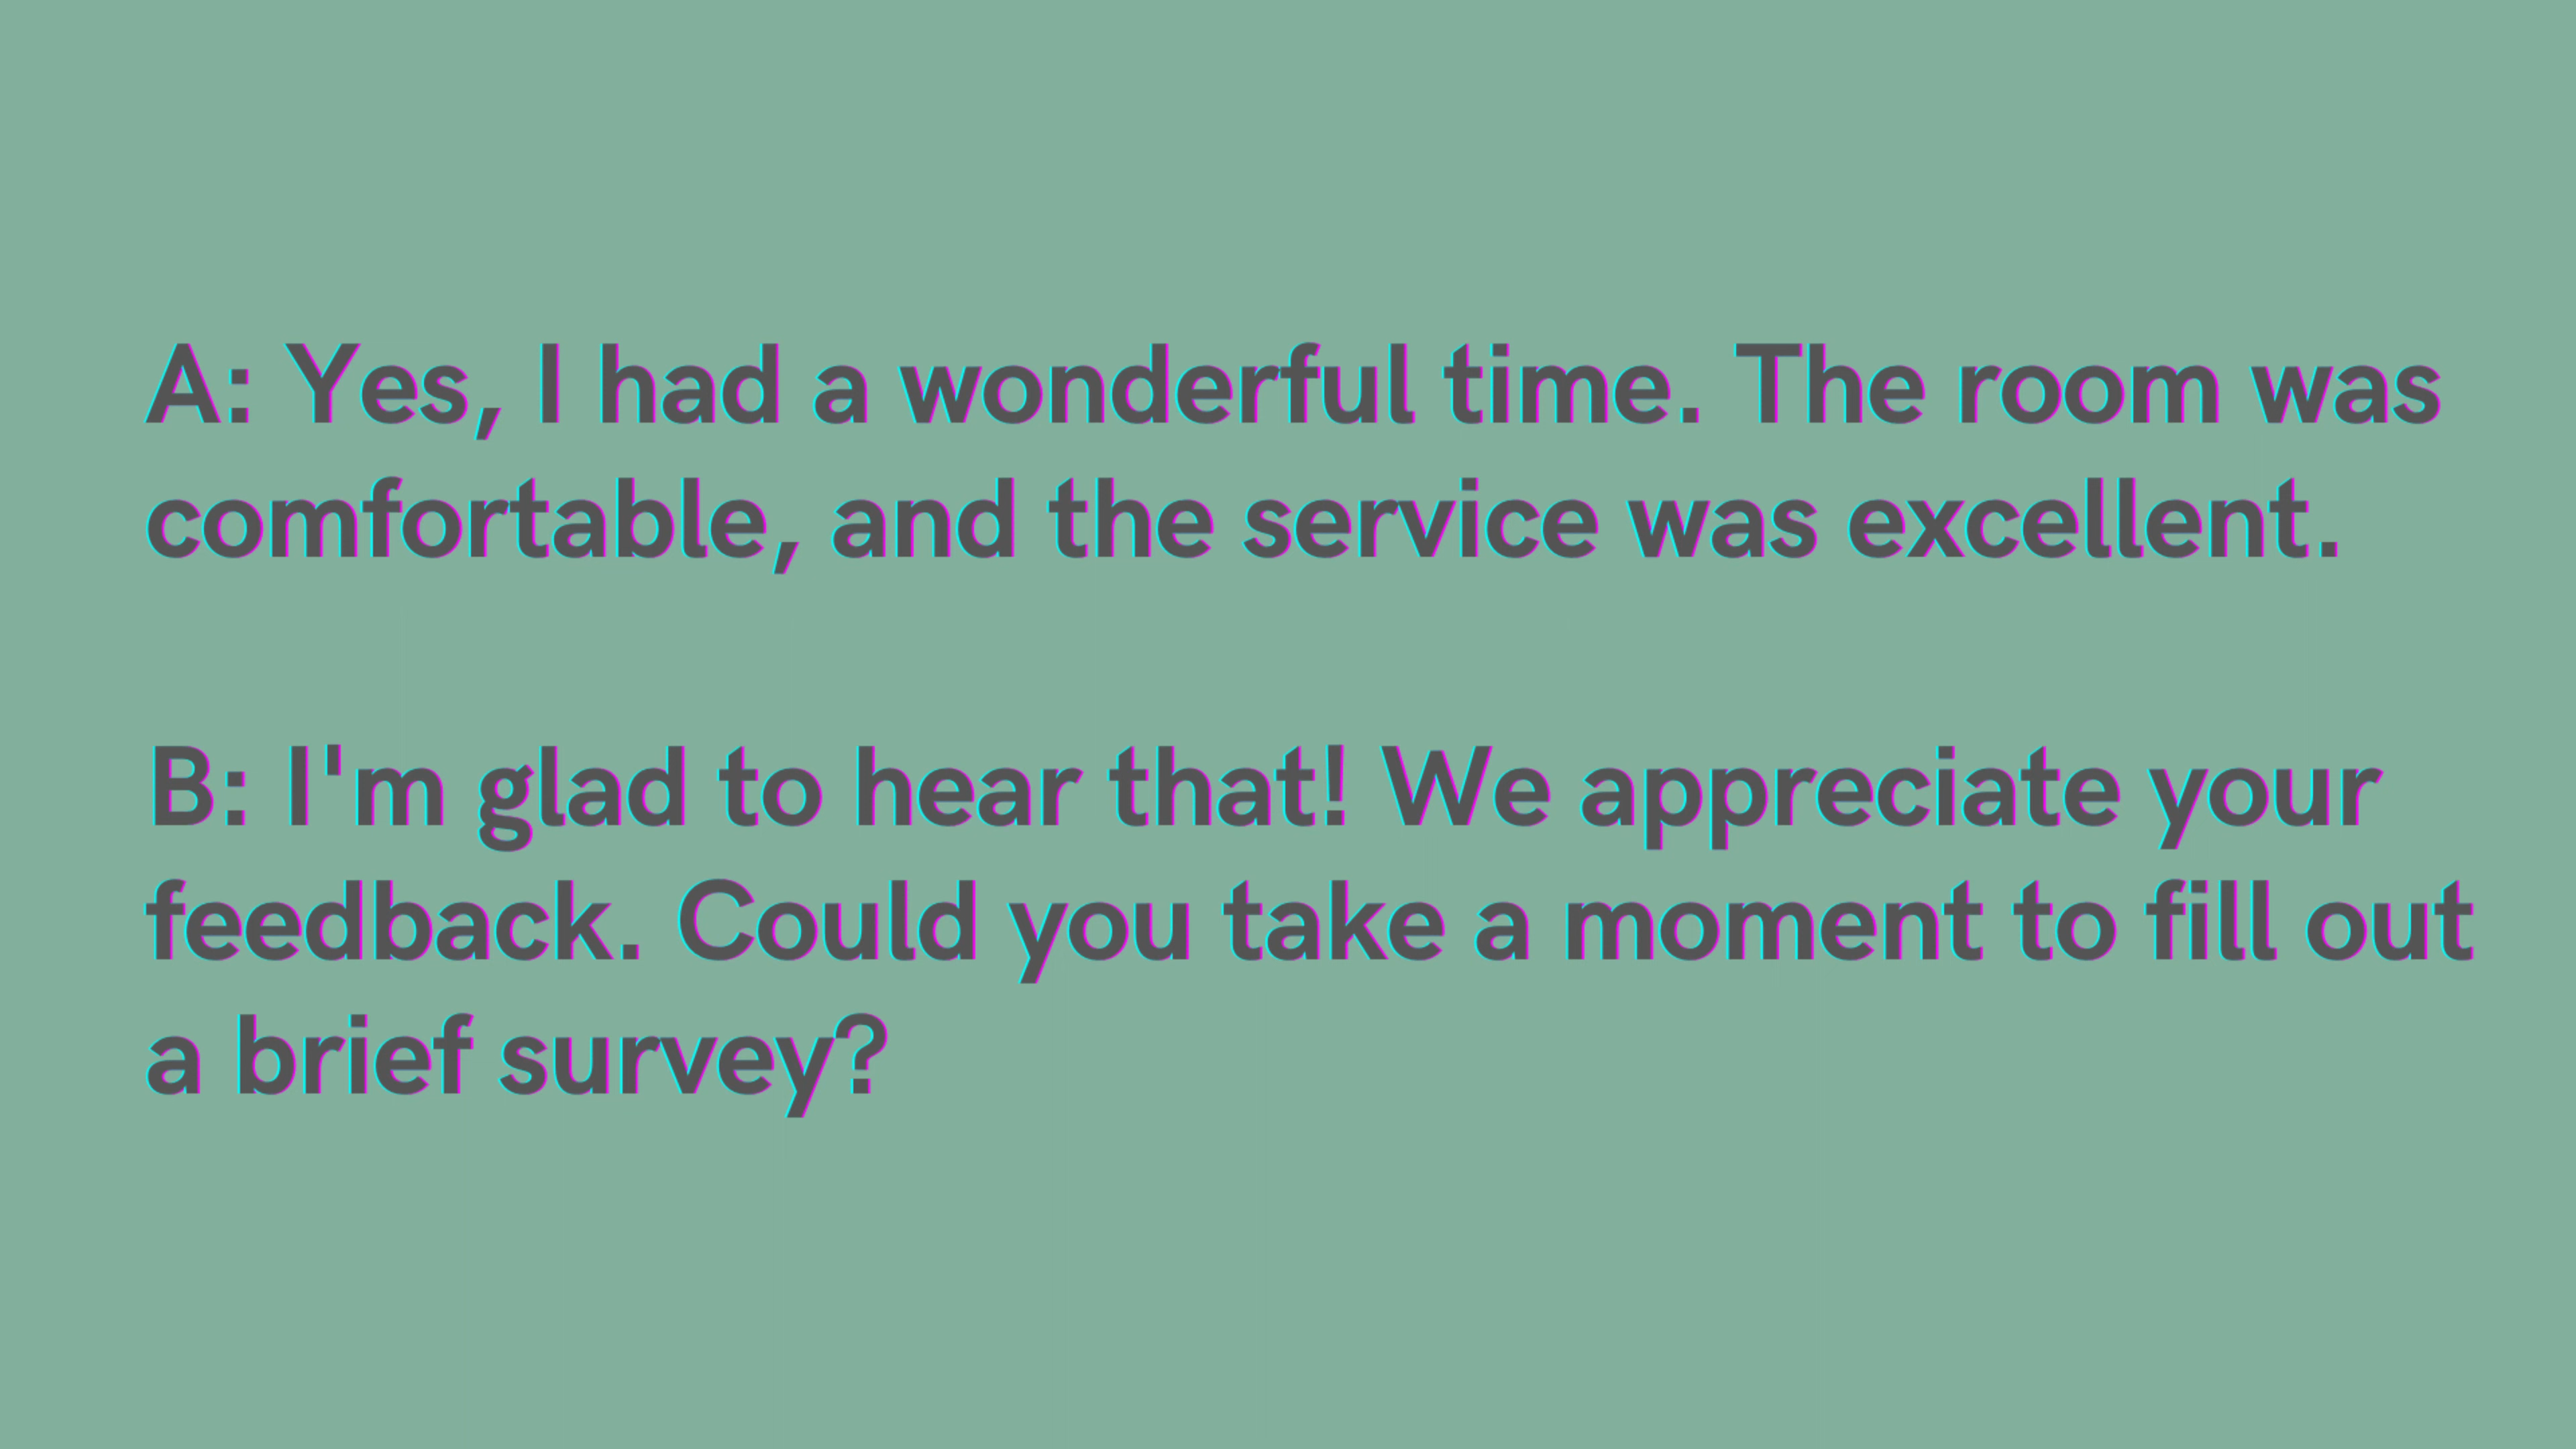 A: Yes, I had a wonderful time. The room was
comfortable, and the service was excellent.
B: I'm glad to hear that! We appreciate your
feedback. Could you take a moment to fill out
a brief survey?